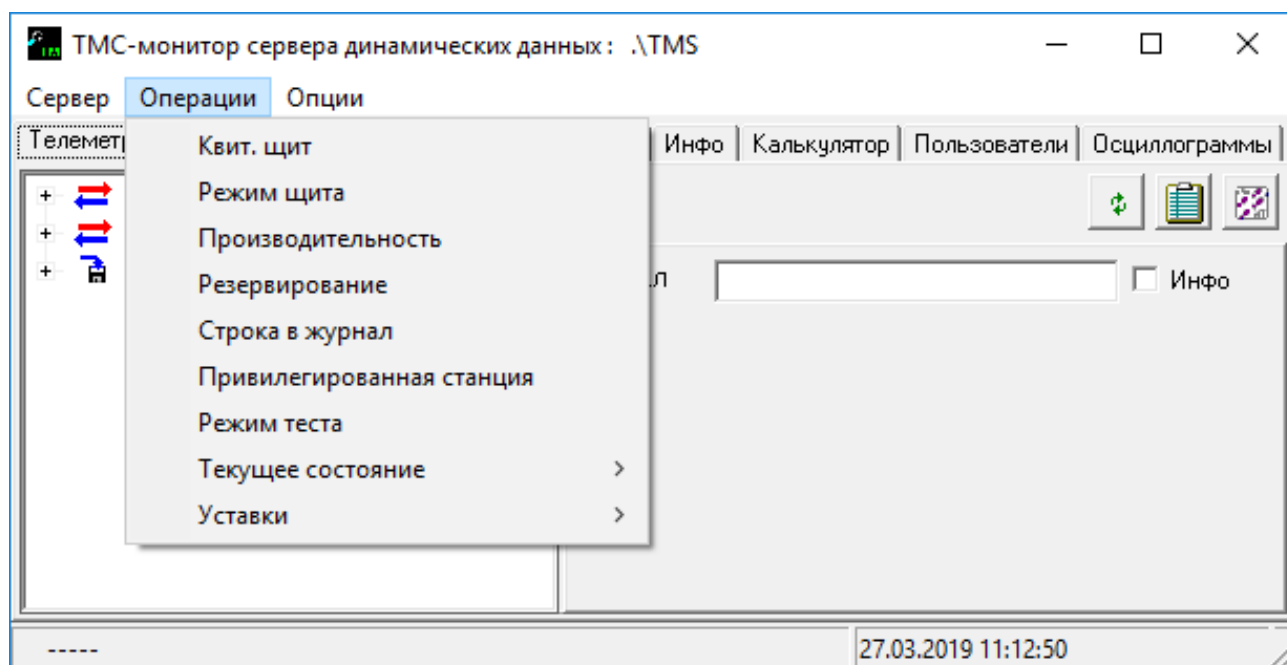 ТМС-монитор сервера динамических данных : .\TMS
Сервер Операции Опции
Телемет Инфо Калькулятор Пользователи Осциллограммы
Квит. щит
Режим щита
Производительность
Резервирование
Инфо
Строка в журнал
Привилегированная станция
Режим теста
Текущее состояние
Уставки
----- 27.03.2019 11:12:50